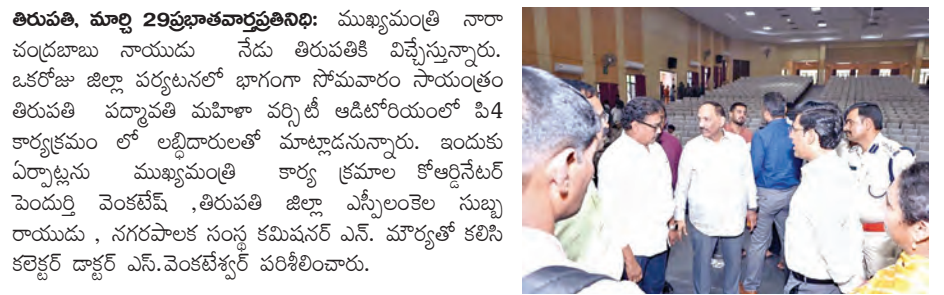 తిరుపతి, మార్చి 29ప్రభాతవార్తప్రతినిధి: ముఖ్యమంత్రి నారా
చంద్రబాబు నాయుడు నేడు తిరుపతికి విచ్చేస్తున్నారు.
ఒకరోజు జిల్లా పర్యటనలో భాగంగా సోమవారం సాయంత్రం
తిరుపతి పద్మావతి మహిళా వర్సిటీ ఆడిటోరియంలో పి4
కార్యక్రమం లో లబ్ధిదారులతో మాట్లాడనున్నారు. ఇందుకు
ఏర్పాట్లను ముఖ్యమంత్రి కార్య క్రమాల కోఆర్డినేటర్
పెందుర్తి వెంకటేష్ ,తిరుపతి జిల్లా ఎస్పీలంకెల సుబ్బ
రాయుడు , నగరపాలక సంస్థ కమిషనర్ ఎన్. మౌర్యతో కలిసి
కలెక్టర్ డాక్టర్ ఎస్.వెంకటేశ్వర్ పరిశీలించారు.